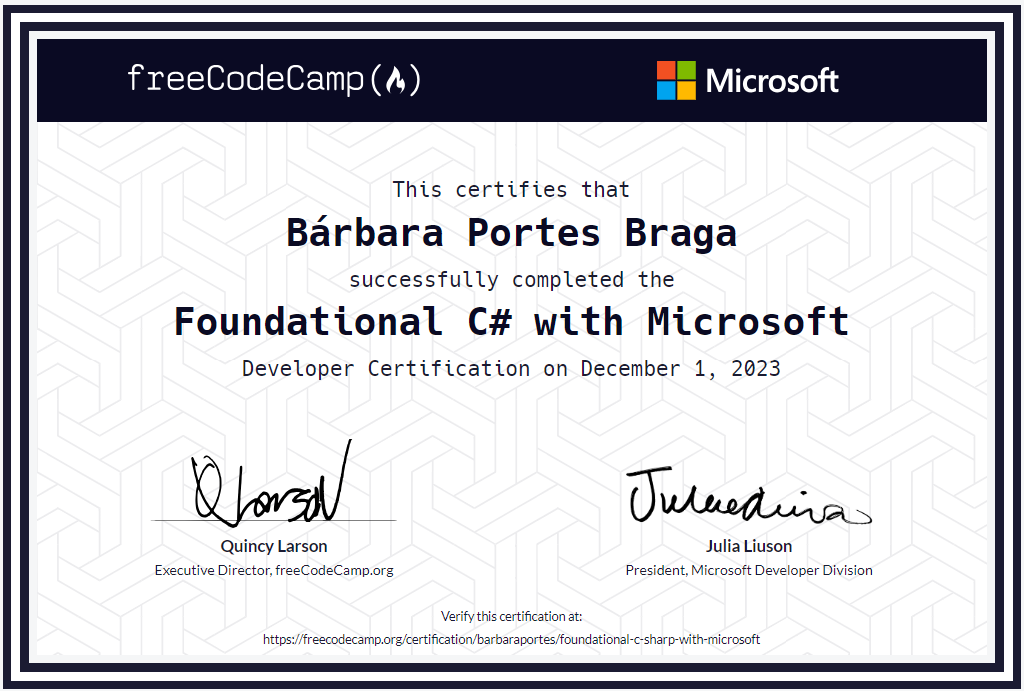 freeCodeCamp(🔥)
Microsoft
This certifies that
Bárbara Portes Braga
successfully completed the
Foundational C# with Microsoft
Developer Certification on December 1, 2023
Quincy Larson
Executive Director, freeCodeCamp.org
Julia Liuson
President, Microsoft Developer Division
Verify this certification at:
https://freecodecamp.org/certification/barbaraportes/foundational-c-sharp-with-microsoft